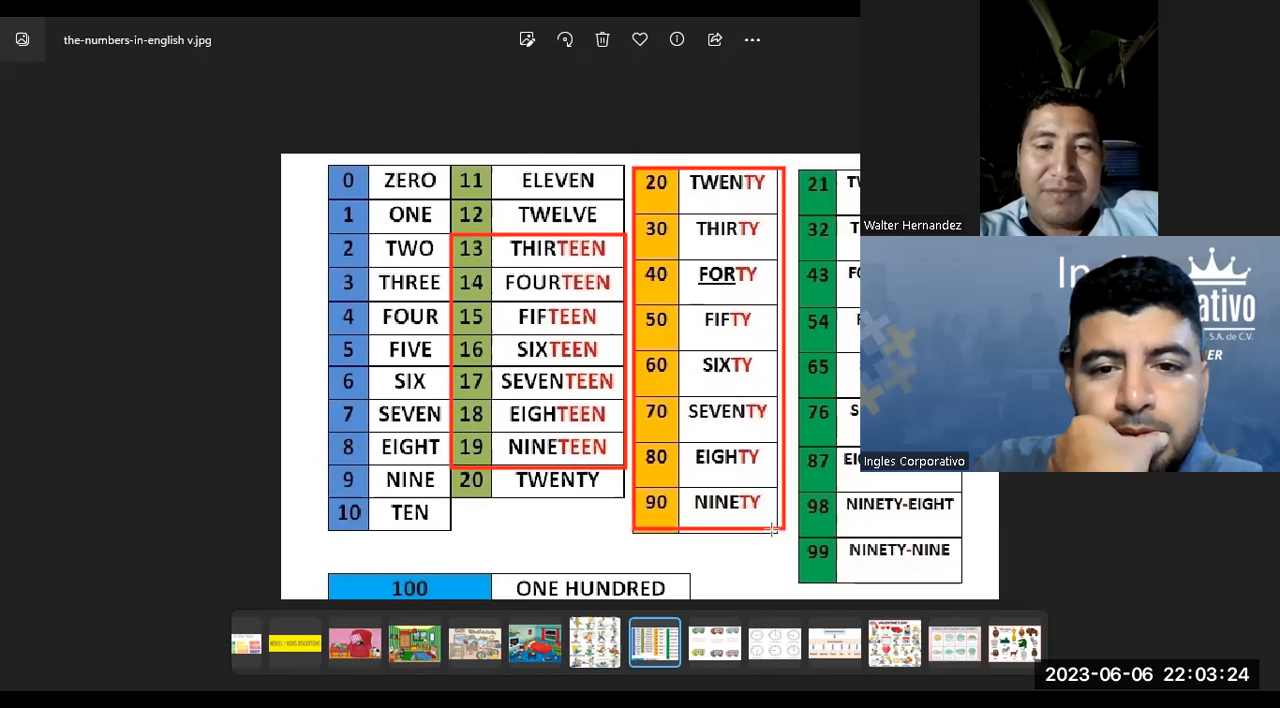 the-numbers-in-english v.jpg
0 ZERO 11 ELEVEN 20 TWENTY 21
1 ONE 12 TWELVE 30 THIRTY 32
2 TWO 13 THIRTEEN 40 FORTY 43
3 THREE 14 FOURTEEN 50 FIFTY 54
4 FOUR 15 FIFTEEN 60 SIXTY 65
5 FIVE 16 SIXTEEN 70 SEVENTY 76
6 SIX 17 SEVENTEEN 80 EIGHTY 87
7 SEVEN 18 EIGHTEEN 90 NINETY 98 NINETY-EIGHT
8 EIGHT 19 NINETEEN 99 NINETY-NINE
9 NINE 20 TWENTY
10 TEN
100 ONE HUNDRED
Walter Hernandez
S.A. de C.V.
Ingles Corporativo
2023-06-06 22:03:24